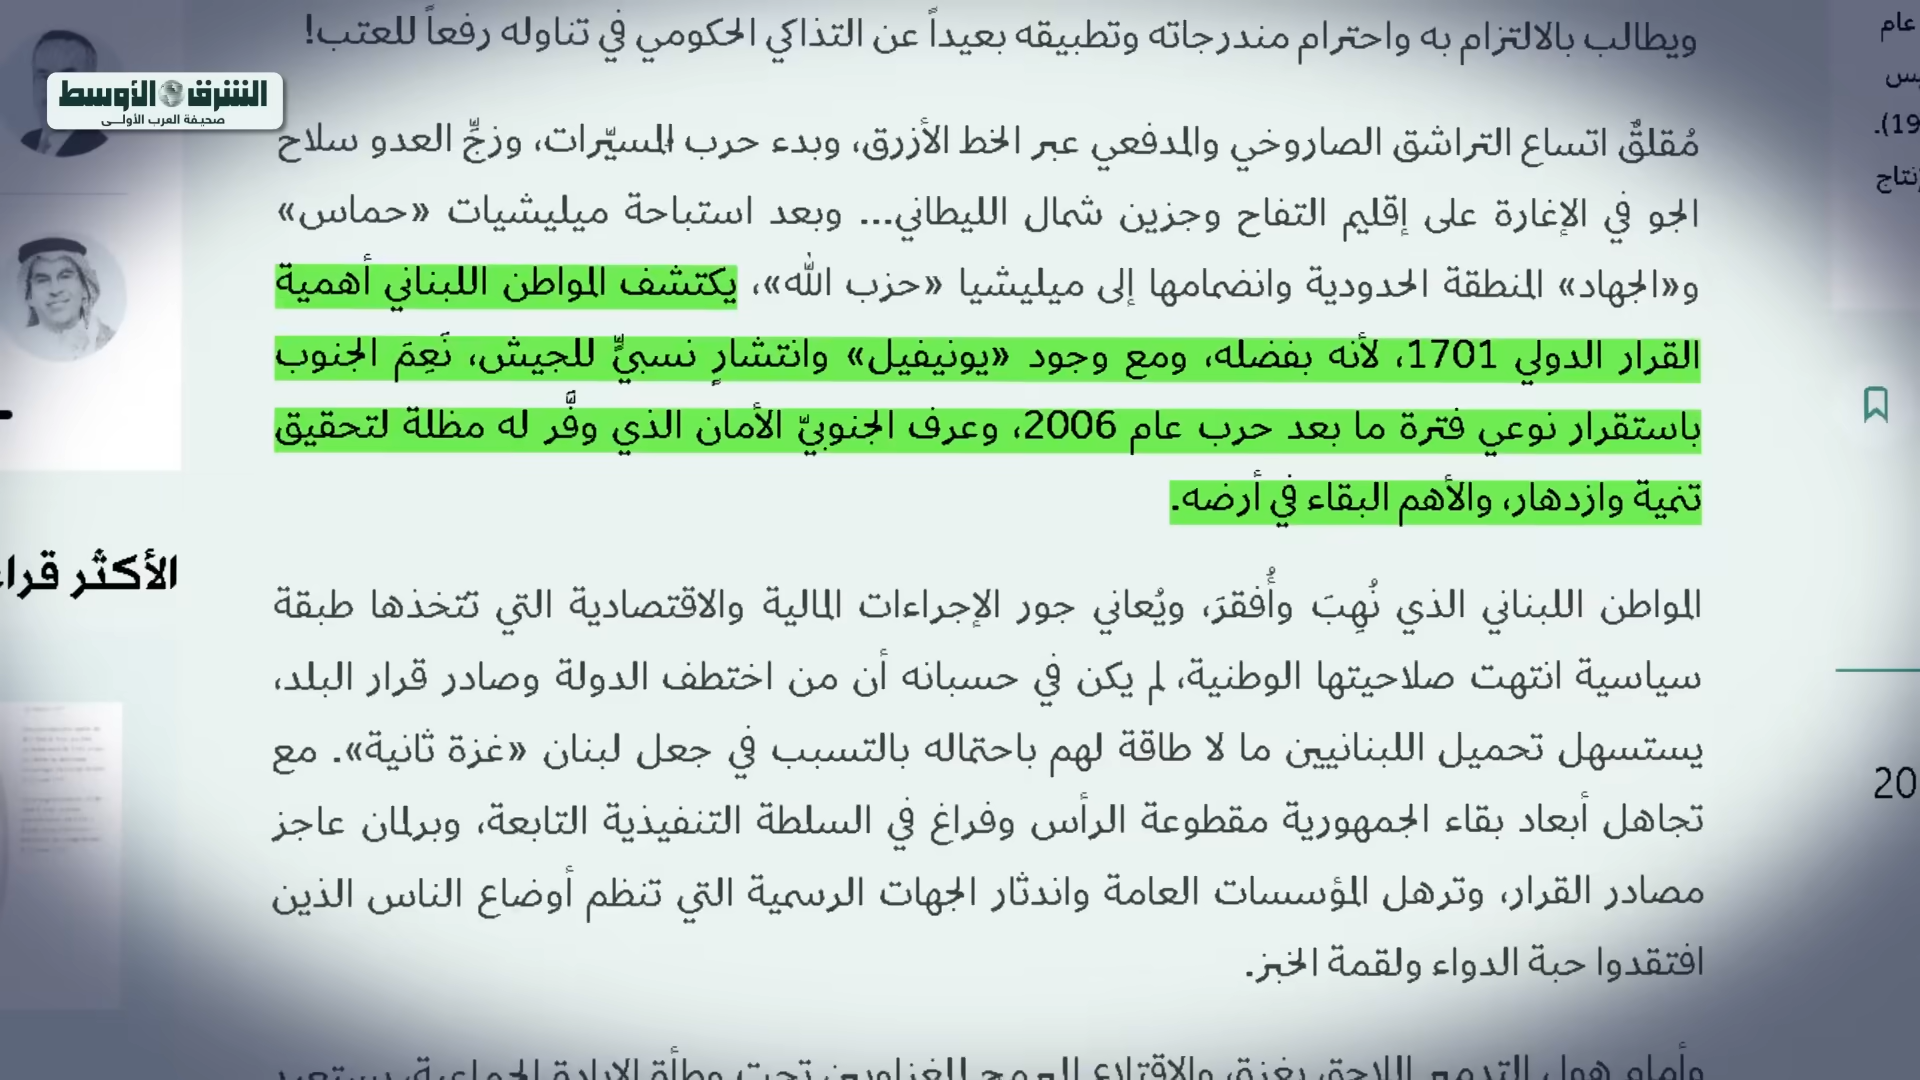 ويطالب بالالتزام به واحترام مندرجاته وتطبيقه بعيداً عن التذاكي الحكومي في تناوله رفعاً للعتب!
الشرق الأوسط
صحيفة العرب الأولى
مُقلقٌ اتساع التراشق الصاروخي والمدفعي عبر الخط الأزرق، وبدء حرب المسيّرات، وزجِّ العدو سلاح
الجو في الإغارة على إقليم التفاح وجزين شمال الليطاني... وبعد استباحة ميليشيات «حماس»
و«الجهاد» المنطقة الحدودية وانضمامها إلى ميليشيا «حزب الله»، يكتشف المواطن اللبناني أهمية
القرار الدولي 1701، لأنه بفضله، ومع وجود «يونيفيل» وانتشارٍ نسبيٍّ للجيش، نَعِمَ الجنوب
باستقرار نوعي فترة ما بعد حرب عام 2006، وعرف الجنوبيّ الأمان الذي وفَّر له مظلة لتحقيق
تنمية وازدهار، والأهم البقاء في أرضه.
المواطن اللبناني الذي نُهِبَ وأُفقرَ، ويُعاني جور الإجراءات المالية والاقتصادية التي تتخذها طبقة
سياسية انتهت صلاحيتها الوطنية، لم يكن في حسبانه أن من اختطف الدولة وصادر قرار البلد،
يستسهل تحميل اللبنانيين ما لا طاقة لهم باحتماله بالتسبب في جعل لبنان «غزة ثانية». مع
تجاهل أبعاد بقاء الجمهورية مقطوعة الرأس وفراغ في السلطة التنفيذية التابعة، وبرلمان عاجز
مصادر القرار، وترهل المؤسسات العامة واندثار الجهات الرسمية التي تنظم أوضاع الناس الذين
افتقدوا حبة الدواء ولقمة الخبز.
عام
19).
إنتاج
الأكثر قرا
20